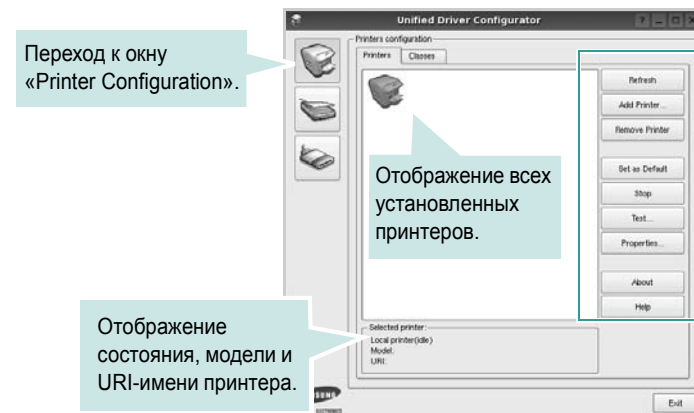 Unified Driver Configurator
Переход к окну
«Printer Configuration».
Printers configuration
Printers Classes
Refresh
Add Printer...
Remove Printer
Set as Default
Stop
Test...
Properties...
About
Help
Отображение всех
установленных
принтеров.
Selected printer:
Local printer(idle)
Model:
URI:
Отображение
состояния, модели и
URI-имени принтера.
Exit